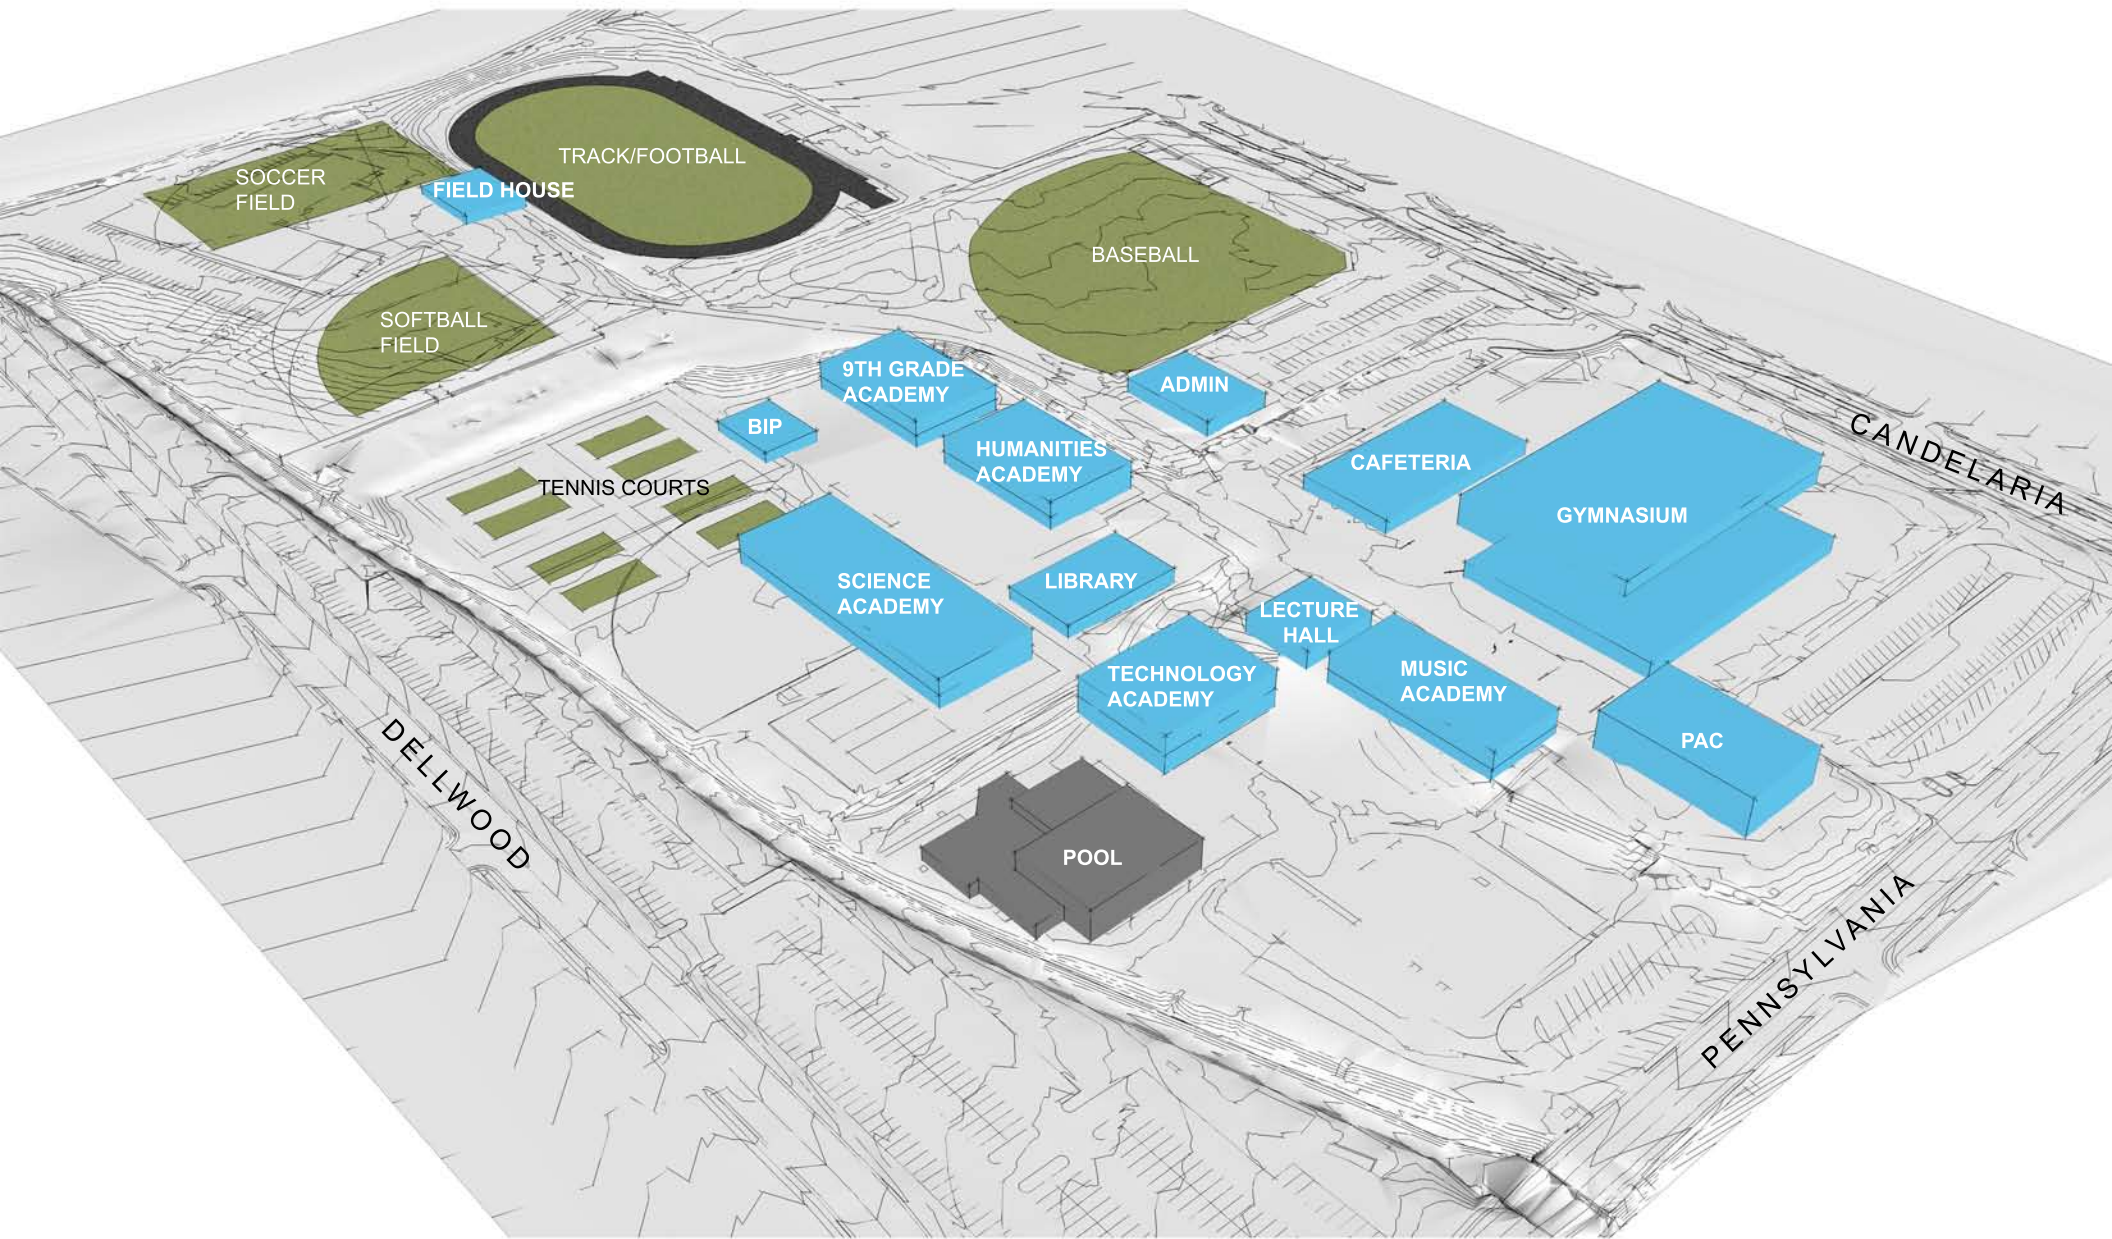 TRACK/FOOTBALL
SOCCER
FIELD
FIELD HOUSE
BASEBALL
SOFTBALL
FIELD
9TH GRADE
ACADEMY
ADMIN
BIP
HUMANITIES
ACADEMY
CAFETERIA
CANDELARIA
TENNIS COURTS
GYMNASIUM
SCIENCE
ACADEMY
LIBRARY
LECTURE
HALL
TECHNOLOGY
ACADEMY
MUSIC
ACADEMY
PAC
DELLWOOD
POOL
PENNSYLVANIA